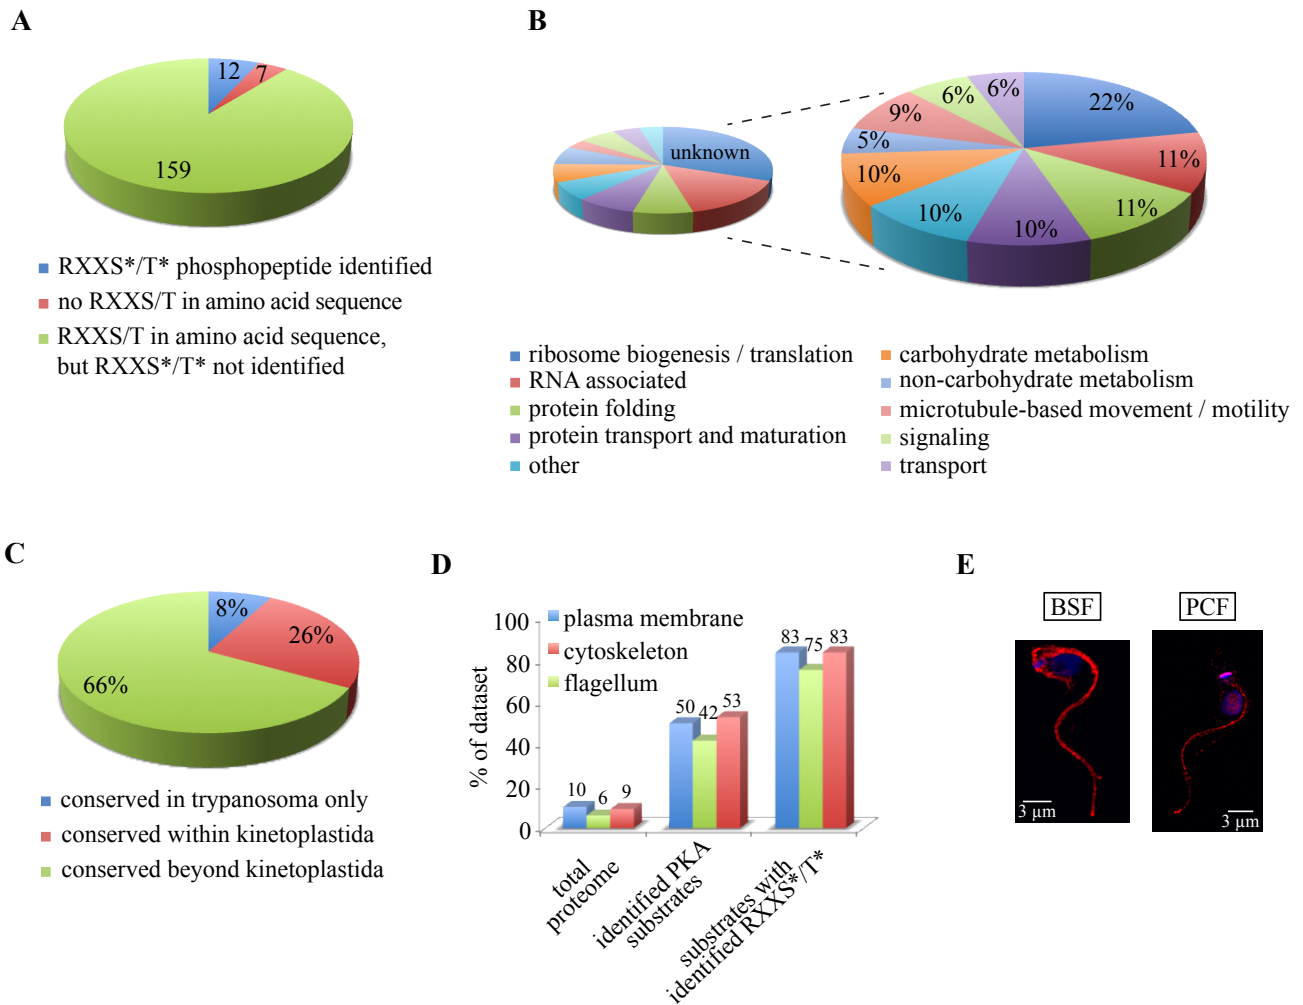 A
12
7
159
RXXS*/T* phosphopeptide identified
no RXXS/T in amino acid sequence
RXXS/T in amino acid sequence,
but RXXS*/T* not identified
B
unknown
22%
11%
11%
10%
10%
10%
5%
9%
6%
6%
ribosome biogenesis / translation
RNA associated
protein folding
protein transport and maturation
other
carbohydrate metabolism
non-carbohydrate metabolism
microtubule-based movement / motility
signaling
transport
C
8%
26%
66%
conserved in trypanosoma only
conserved within kinetoplastida
conserved beyond kinetoplastida
D
% of dataset
100
80
60
40
20
0
plasma membrane
cytoskeleton
flagellum
10
6
9
50
42
53
83
75
83
total
proteome
identified PKA
substrates
substrates with
identified RXXS*/T*
E
BSF
3 µm
PCF
3 µm